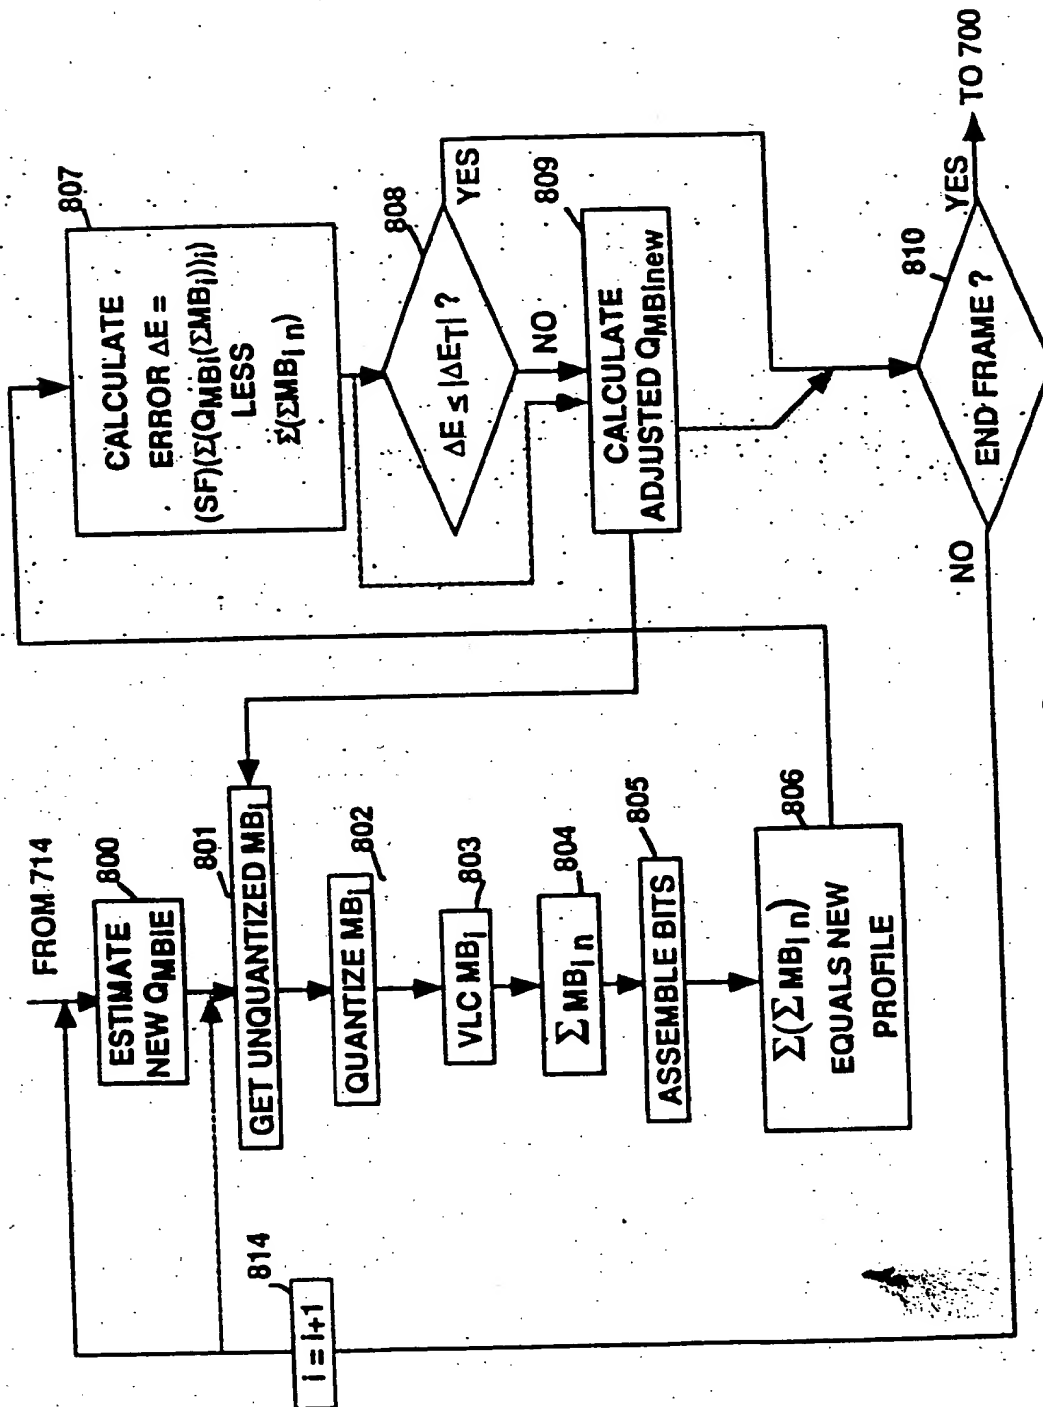 FROM 714
800
ESTIMATE
NEW QMBIE
801
GET UNQUANTIZED MBi
802
QUANTIZE MBi
803
VLC MBi
804
Σ MBi n
805
ASSEMBLE BITS
806
Σ(Σ MBi n)
EQUALS NEW
PROFILE
814
i = i+1
807
CALCULATE
ERROR ΔE =
(SF)(Σ(QMBi(ΣMBi))i)
LESS
Σ(ΣMBi n)
808
ΔE ≤ |ΔET| ?
YES
NO
809
CALCULATE
ADJUSTED QMBInew
810
END FRAME ?
YES
TO 700
NO